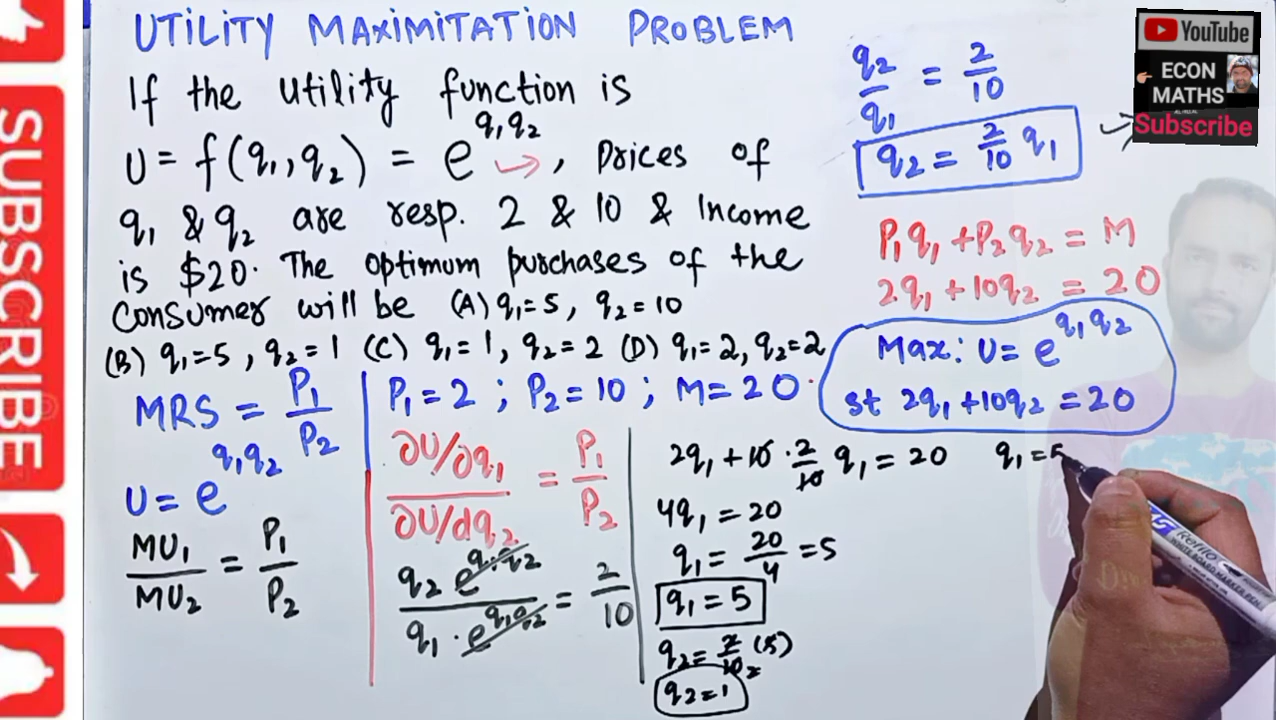 UTILITY MAXIMITATION PROBLEM
If the utility function is
U = f(q₁, q₂) = e^{q₁q₂}, prices of
q₁ & q₂ are resp. 2 & 10 & Income
is $20. The optimum purchases of the
consumer will be (A) q₁=5, q₂=10
(B) q₁=5, q₂=1 (C) q₁=1, q₂=2 (D) q₁=2, q₂=2
MRS = P₁/P₂
U = e^{q₁q₂}
MU₁/MU₂ = P₁/P₂
P₁=2 ; P₂=10 ; M=20.
∂U/∂q₁ / ∂U/dq₂ = P₁/P₂
q₂ e^{q₁q₂} / q₁ · e^{q₁q₂} = 2/10
2q₁ + 10 · 2/10 q₁ = 20
4q₁ = 20
q₁ = 20/4 = 5
q₁ = 5
q₂ = 2/10 (5)
q₂=1
q₂/q₁ = 2/10
q₂ = 2/10 q₁
P₁q₁ + P₂q₂ = M
2q₁ + 10q₂ = 20
Max: U = e^{q₁q₂}
st 2q₁ + 10q₂ = 20
q₁ = 5
YouTube
ECON
MATHS
Subscribe
SUBSCRIBE